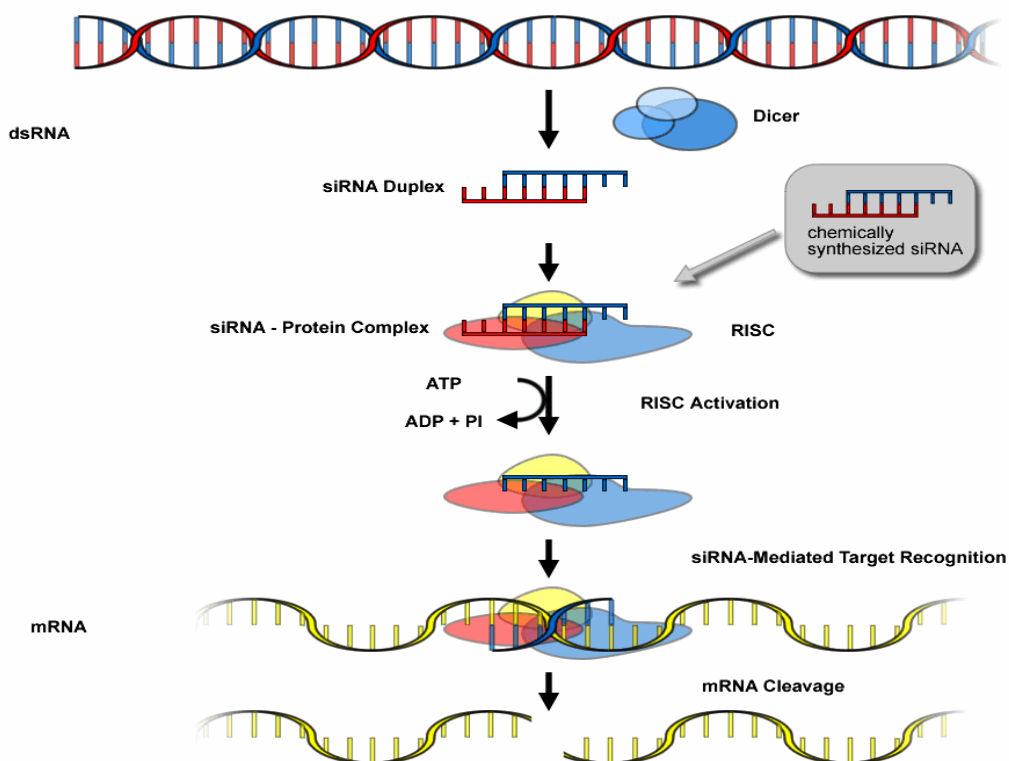 Dicer
dsRNA
siRNA Duplex
chemically
synthesized siRNA
siRNA - Protein Complex
RISC
ATP
RISC Activation
ADP + PI
siRNA-Mediated Target Recognition
mRNA
mRNA Cleavage